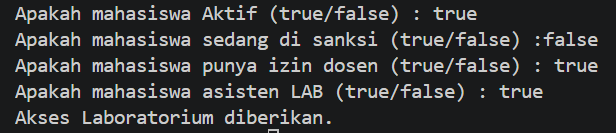 Apakah mahasiswa Aktif (true/false) : true
Apakah mahasiswa sedang di sanksi (true/false) :false
Apakah mahasiswa punya izin dosen (true/false) : true
Apakah mahasiswa asisten LAB (true/false) : true
Akses Laboratorium diberikan.